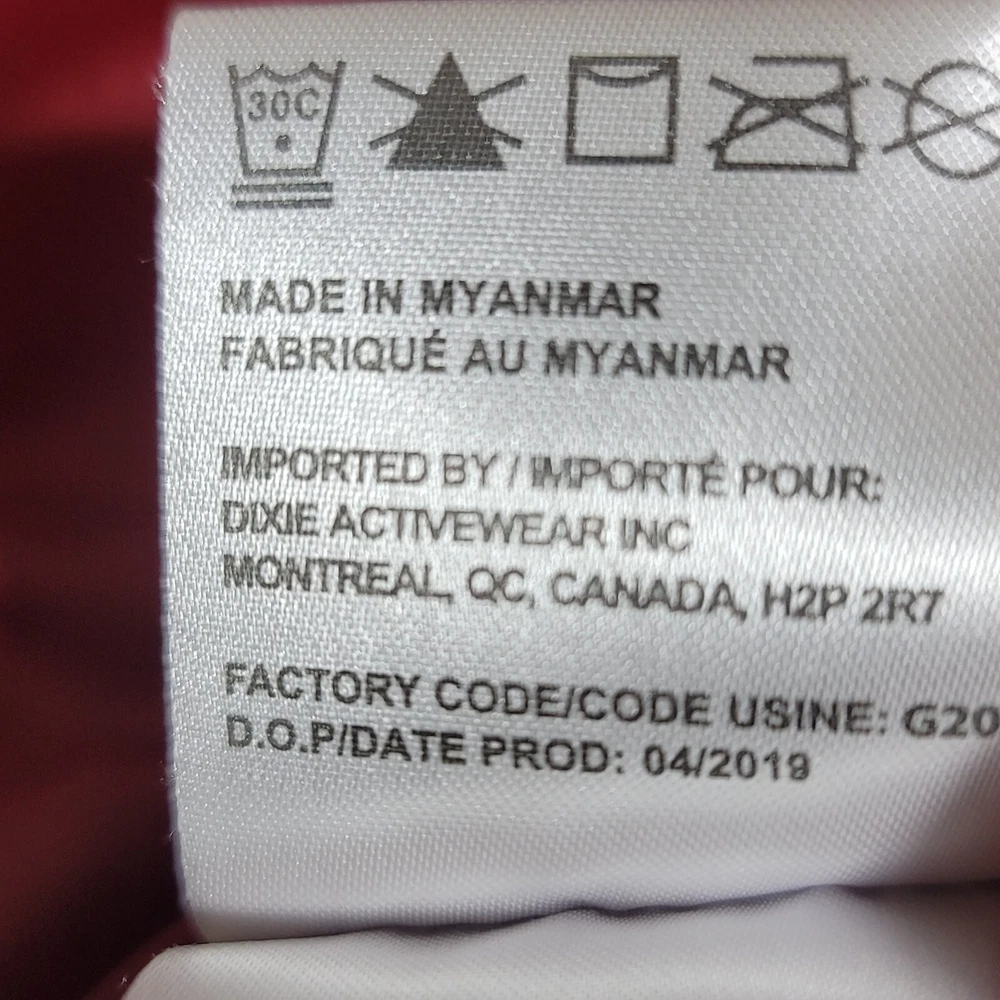 30C
MADE IN MYANMAR
FABRIQUÉ AU MYANMAR
IMPORTED BY / IMPORTÉ POUR:
DIXIE ACTIVEWEAR INC
MONTREAL, QC, CANADA, H2P 2R7
FACTORY CODE/CODE USINE: G20
D.O.P/DATE PROD: 04/2019